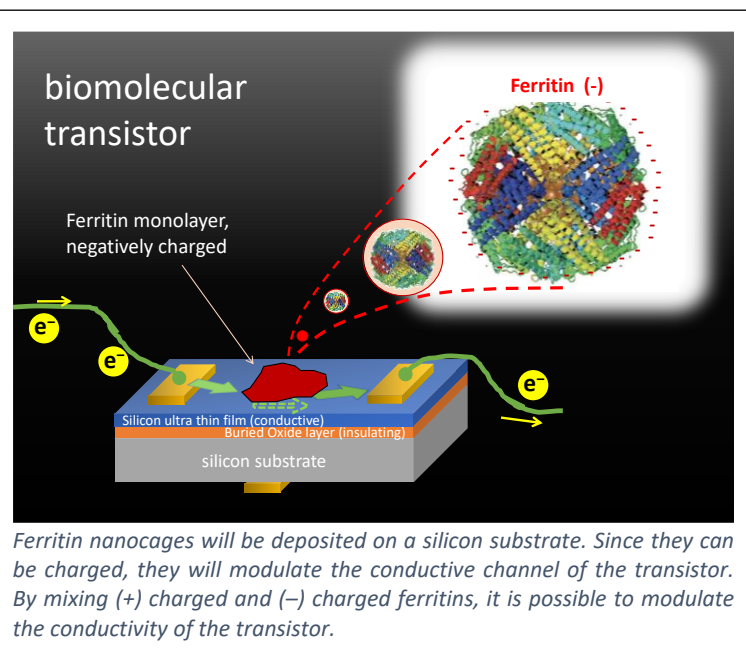 biomolecular
transistor
Ferritin (-)
Ferritin monolayer,
negatively charged
e⁻
e⁻
e⁻
Silicon ultra thin film (conductive)
Buried Oxide layer (insulating)
silicon substrate
Ferritin nanocages will be deposited on a silicon substrate. Since they can
be charged, they will modulate the conductive channel of the transistor.
By mixing (+) charged and (–) charged ferritins, it is possible to modulate
the conductivity of the transistor.